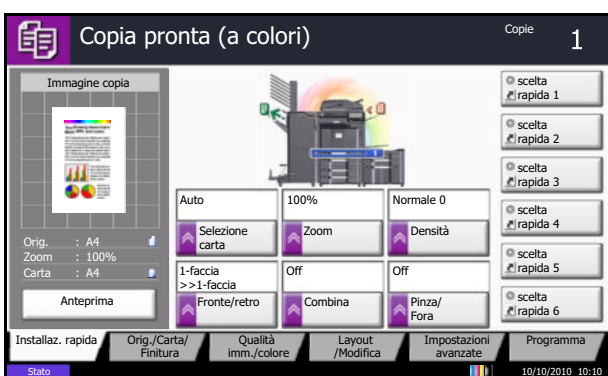 Copia pronta (a colori)
Copie
1
Immagine copia
Orig. : A4
Zoom : 100%
Carta : A4
Anteprima
Auto
Selezione
carta
100%
Zoom
Normale 0
Densità
1-faccia
>>1-faccia
Fronte/retro
Off
Combina
Off
Pinza/
Fora
scelta
rapida 1
scelta
rapida 2
scelta
rapida 3
scelta
rapida 4
scelta
rapida 5
scelta
rapida 6
Installaz. rapida
Orig./Carta/
Finitura
Qualità
imm./colore
Layout
/Modifica
Impostazioni
avanzate
Programma
Stato
10/10/2010 10:10